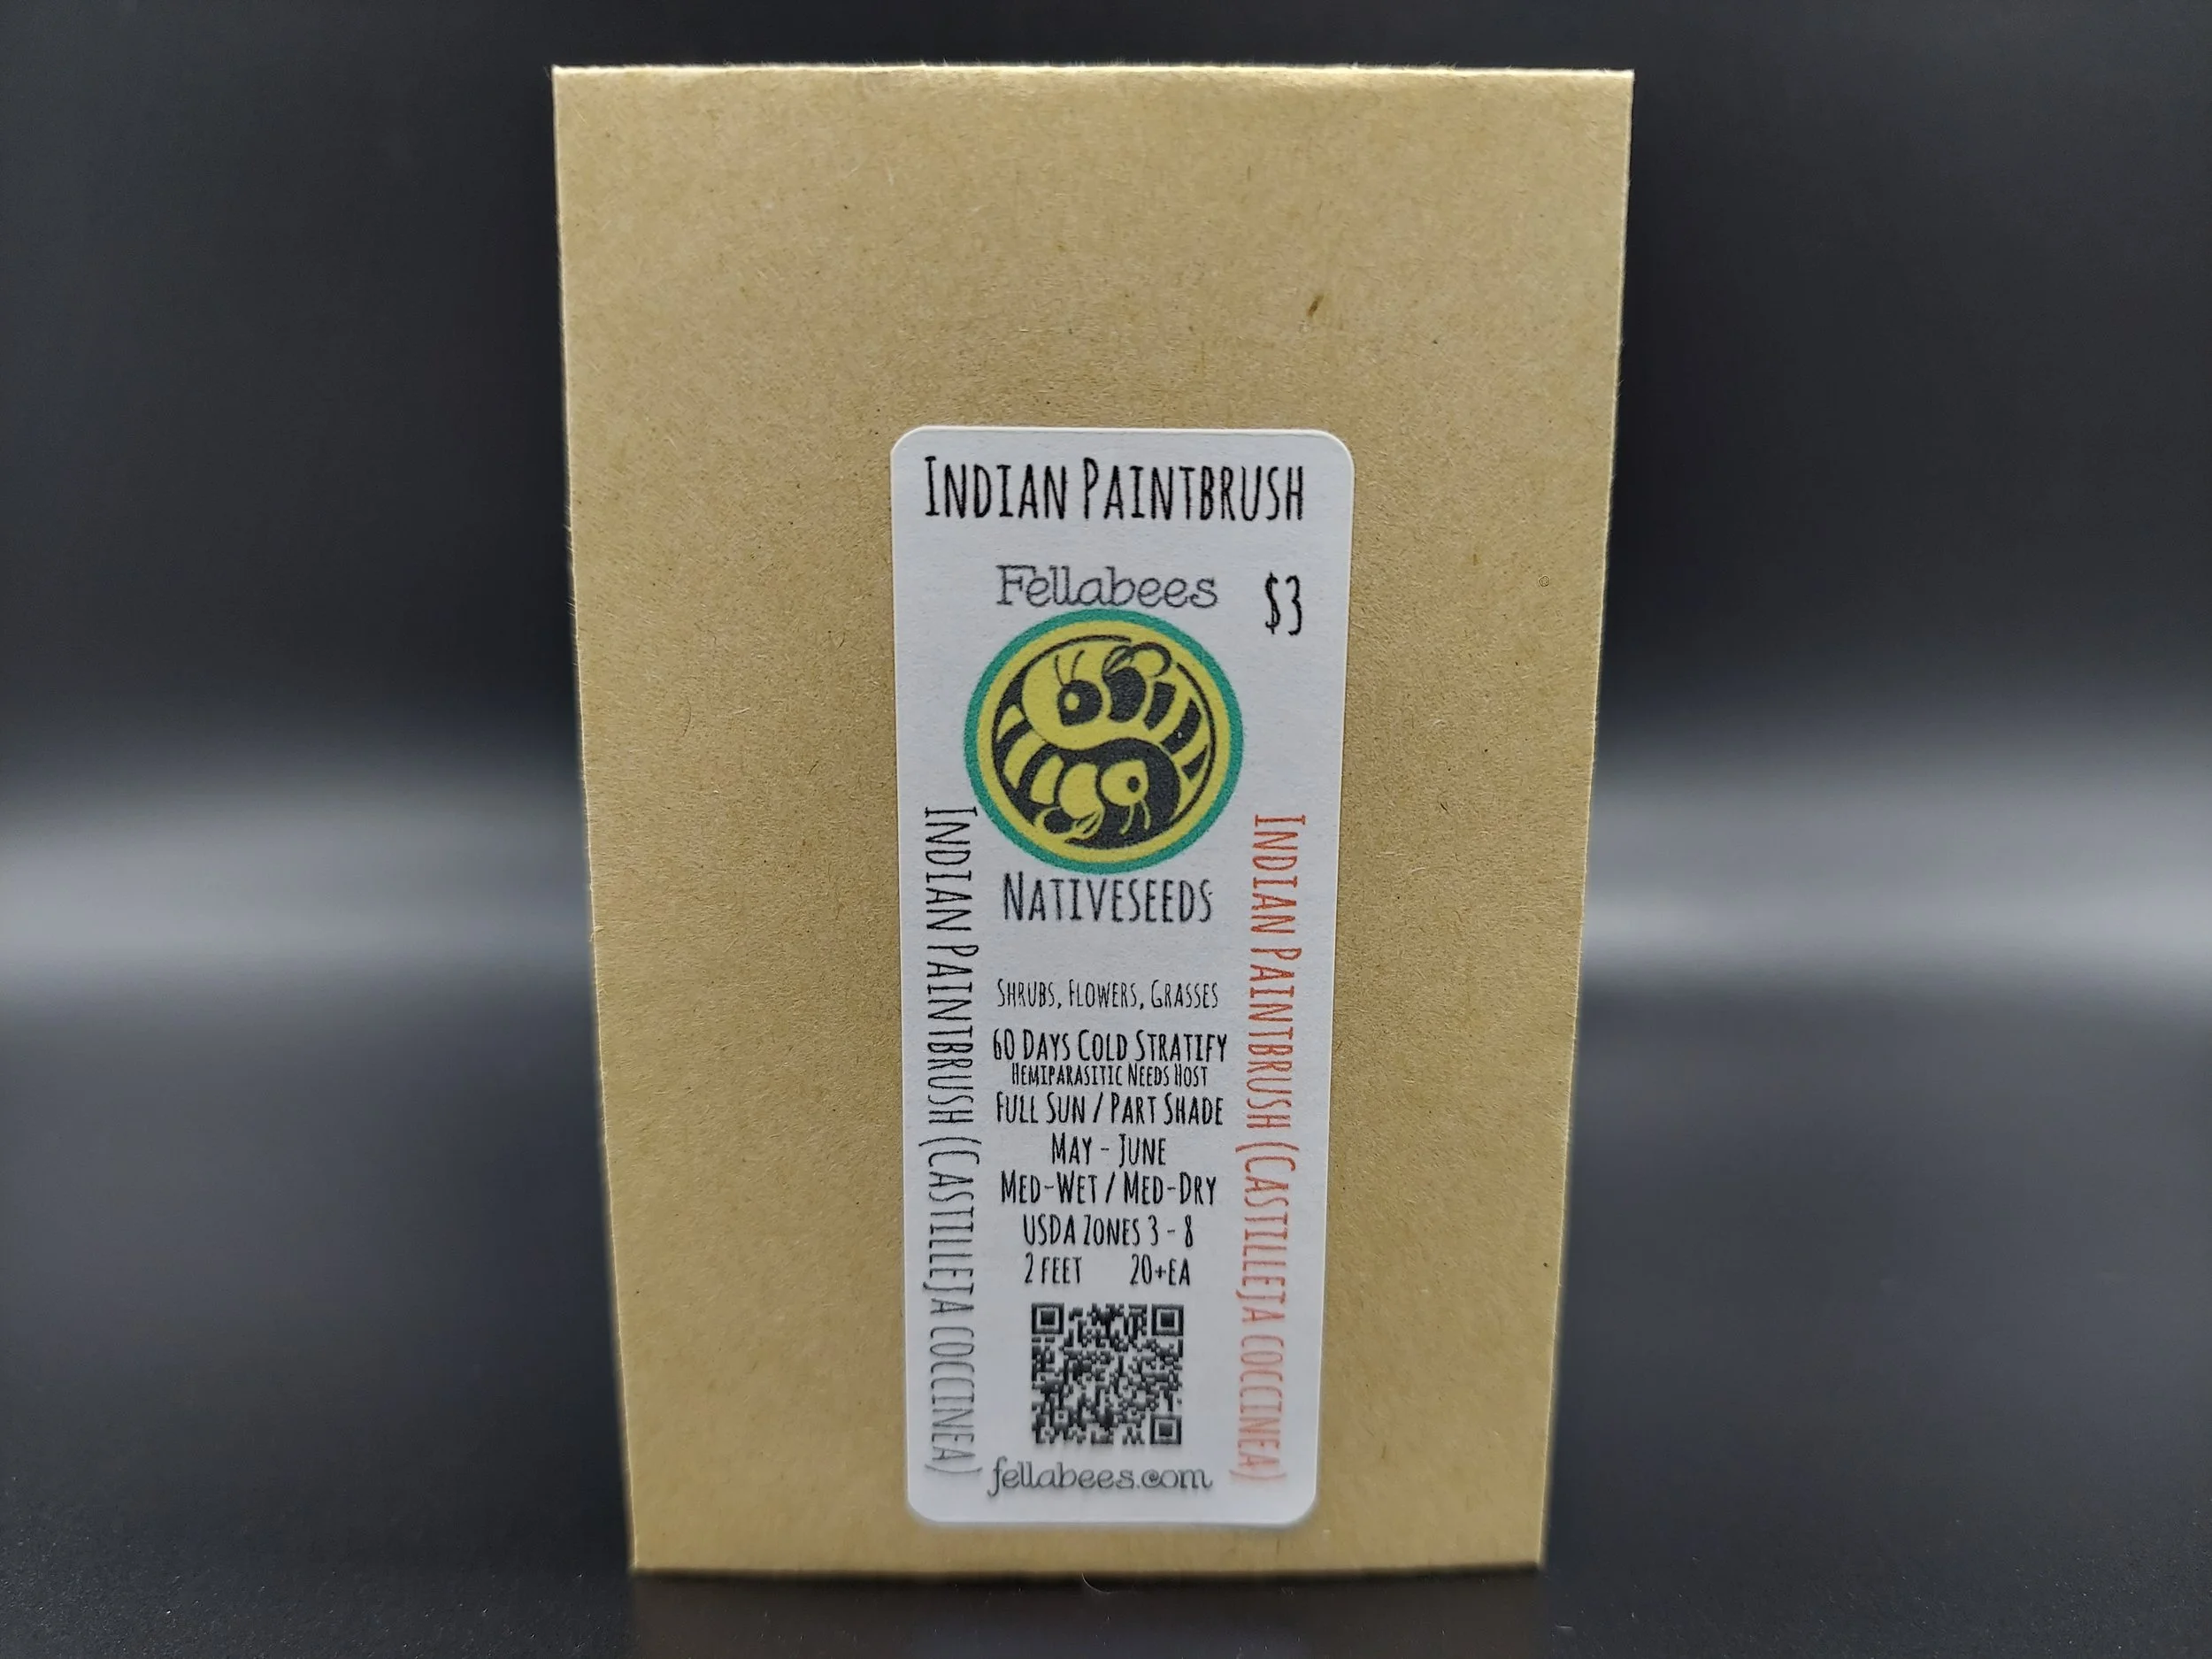 INDIAN PAINTBRUSH
Fellabees
$3
NATIVESEEDS
INDIAN PAINTBRUSH (CASTILLEJA COCCINEA)
INDIAN PAINTBRUSH (CASTILLEJA COCCINEA)
SHRUBS, FLOWERS, GRASSES
60 DAYS COLD STRATIFY
HEMIPARASITIC NEEDS HOST
FULL SUN / PART SHADE
MAY - JUNE
MED-WET / MED-DRY
USDA ZONES 3 - 8
2 FEET 20+EA
fellabees.com